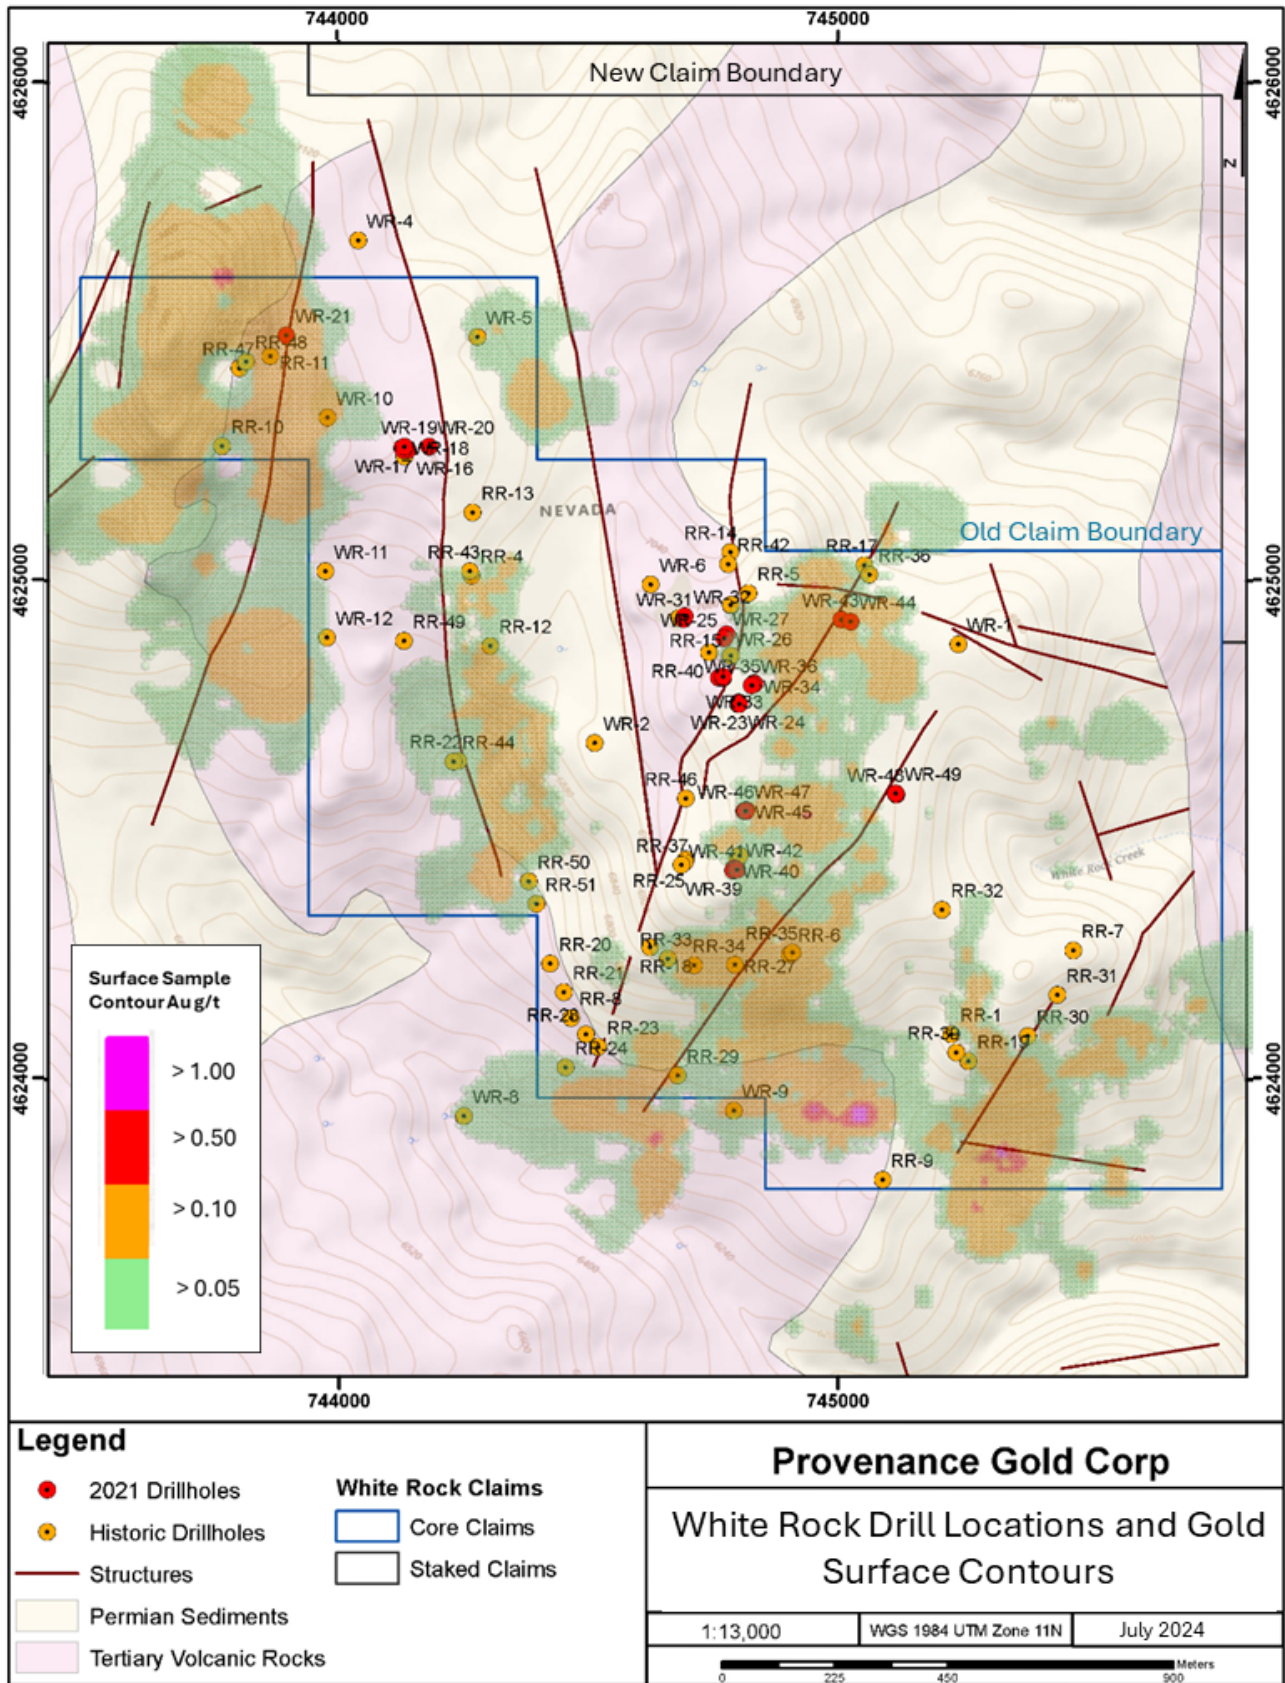 744000
745000
4626000
4626000
New Claim Boundary
N
WR-4
WR-21
WR-5
RR-47
RR-48
RR-11
WR-10
RR-10
WR-19
WR-20
WR-18
WR-17
WR-16
RR-13
NEVADA
Old Claim Boundary
RR-14
RR-42
RR-17
RR-36
WR-11
RR-43
RR-4
WR-6
RR-5
4625000
4625000
WR-31
WR-32
WR-43
WR-44
WR-12
RR-49
RR-12
WR-25
WR-27
WR-1
RR-15
WR-26
RR-40
WR-35
WR-36
WR-34
WR-33
WR-2
WR-23
WR-24
RR-22
RR-44
RR-46
WR-46
WR-47
WR-48
WR-49
WR-45
RR-37
WR-41
WR-42
White Rock Creek
RR-50
RR-25
WR-40
RR-51
WR-39
RR-32
RR-20
RR-33
RR-34
RR-35
RR-6
RR-7
RR-21
RR-18
RR-27
RR-31
RR-8
RR-28
RR-23
RR-1
RR-30
RR-24
RR-19
RR-29
4624000
4624000
WR-8
WR-9
RR-9
Surface Sample
Contour Au g/t
> 1.00
> 0.50
> 0.10
> 0.05
744000
745000
Legend
2021 Drillholes
Historic Drillholes
Structures
Permian Sediments
Tertiary Volcanic Rocks
White Rock Claims
Core Claims
Staked Claims
Provenance Gold Corp
White Rock Drill Locations and Gold
Surface Contours
1:13,000
WGS 1984 UTM Zone 11N
July 2024
Meters
0 225 450 900